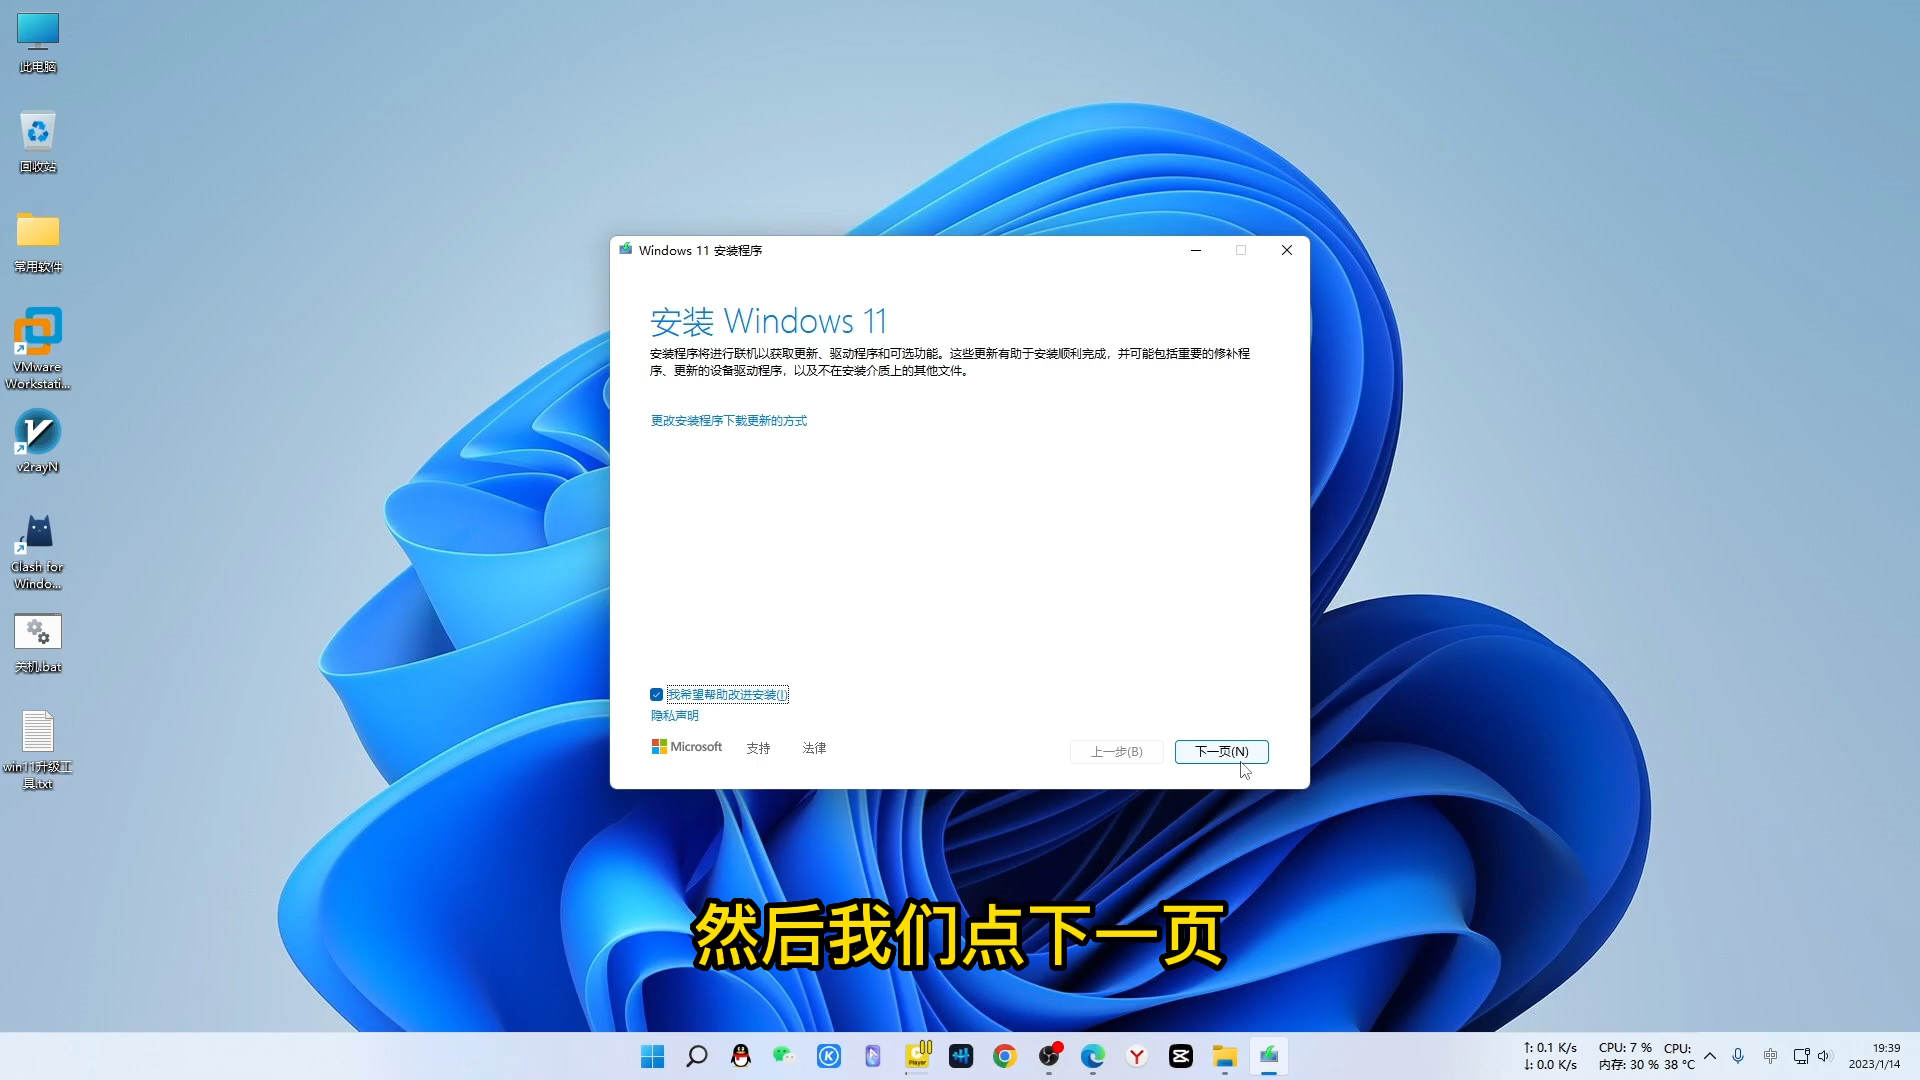 此电脑
回收站
常用软件
VMware
Workstati...
v2rayN
Clash for
Windo...
关机.bat
win11升级工
具.txt
Windows 11 安装程序
安装 Windows 11
安装程序将进行联机以获取更新、驱动程序和可选功能。这些更新有助于安装顺利完成，并可能包括重要的修补程
序、更新的设备驱动程序，以及不在安装介质上的其他文件。
更改安装程序下载更新的方式
我希望帮助改进安装(I)
隐私声明
Microsoft 支持 法律
上一步(B) 下一页(N)
然后我们点下一页
Player
↑: 0.1 K/s CPU: 7 % CPU:
↓: 0.0 K/s 内存: 30 % 38 °C
中
19:39
2023/1/14